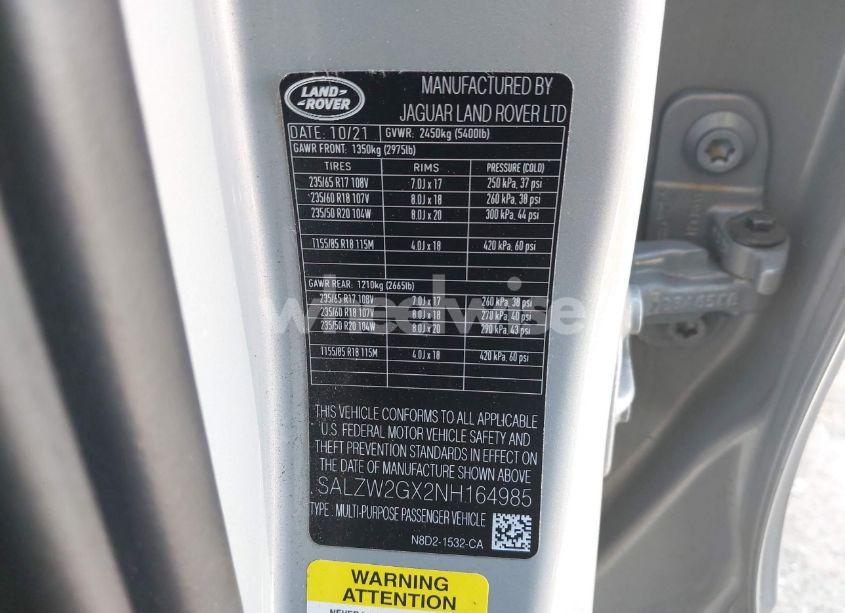 LAND
ROVER
MANUFACTURED BY
JAGUAR LAND ROVER LTD
DATE: 10/21 GVWR: 2450kg (5400lb)
GAWR FRONT: 1350kg (2975lb)
TIRES RIMS PRESSURE (COLD)
235/65 R17 108V 7.0J x 17 250 kPa, 37 psi
235/60 R18 107V 8.0J x 18 260 kPa, 38 psi
235/50 R20 104W 8.0J x 20 300 kPa, 44 psi
T155/85 R18 115M 4.0J x 18 420 kPa, 60 psi
GAWR REAR: 1210kg (2665lb)
235/65 R17 108V 7.0J x 17 260 kPa, 38 psi
235/60 R18 107V 8.0J x 18 270 kPa, 40 psi
235/50 R20 104W 8.0J x 20 290 kPa, 43 psi
T155/85 R18 115M 4.0J x 18 420 kPa, 60 psi
wheelwise
THIS VEHICLE CONFORMS TO ALL APPLICABLE
U.S. FEDERAL MOTOR VEHICLE SAFETY AND
THEFT PREVENTION STANDARDS IN EFFECT ON
THE DATE OF MANUFACTURE SHOWN ABOVE
SALZW2GX2NH164985
TYPE: MULTI-PURPOSE PASSENGER VEHICLE
N8D2-1532-CA
WARNING
ATTENTION